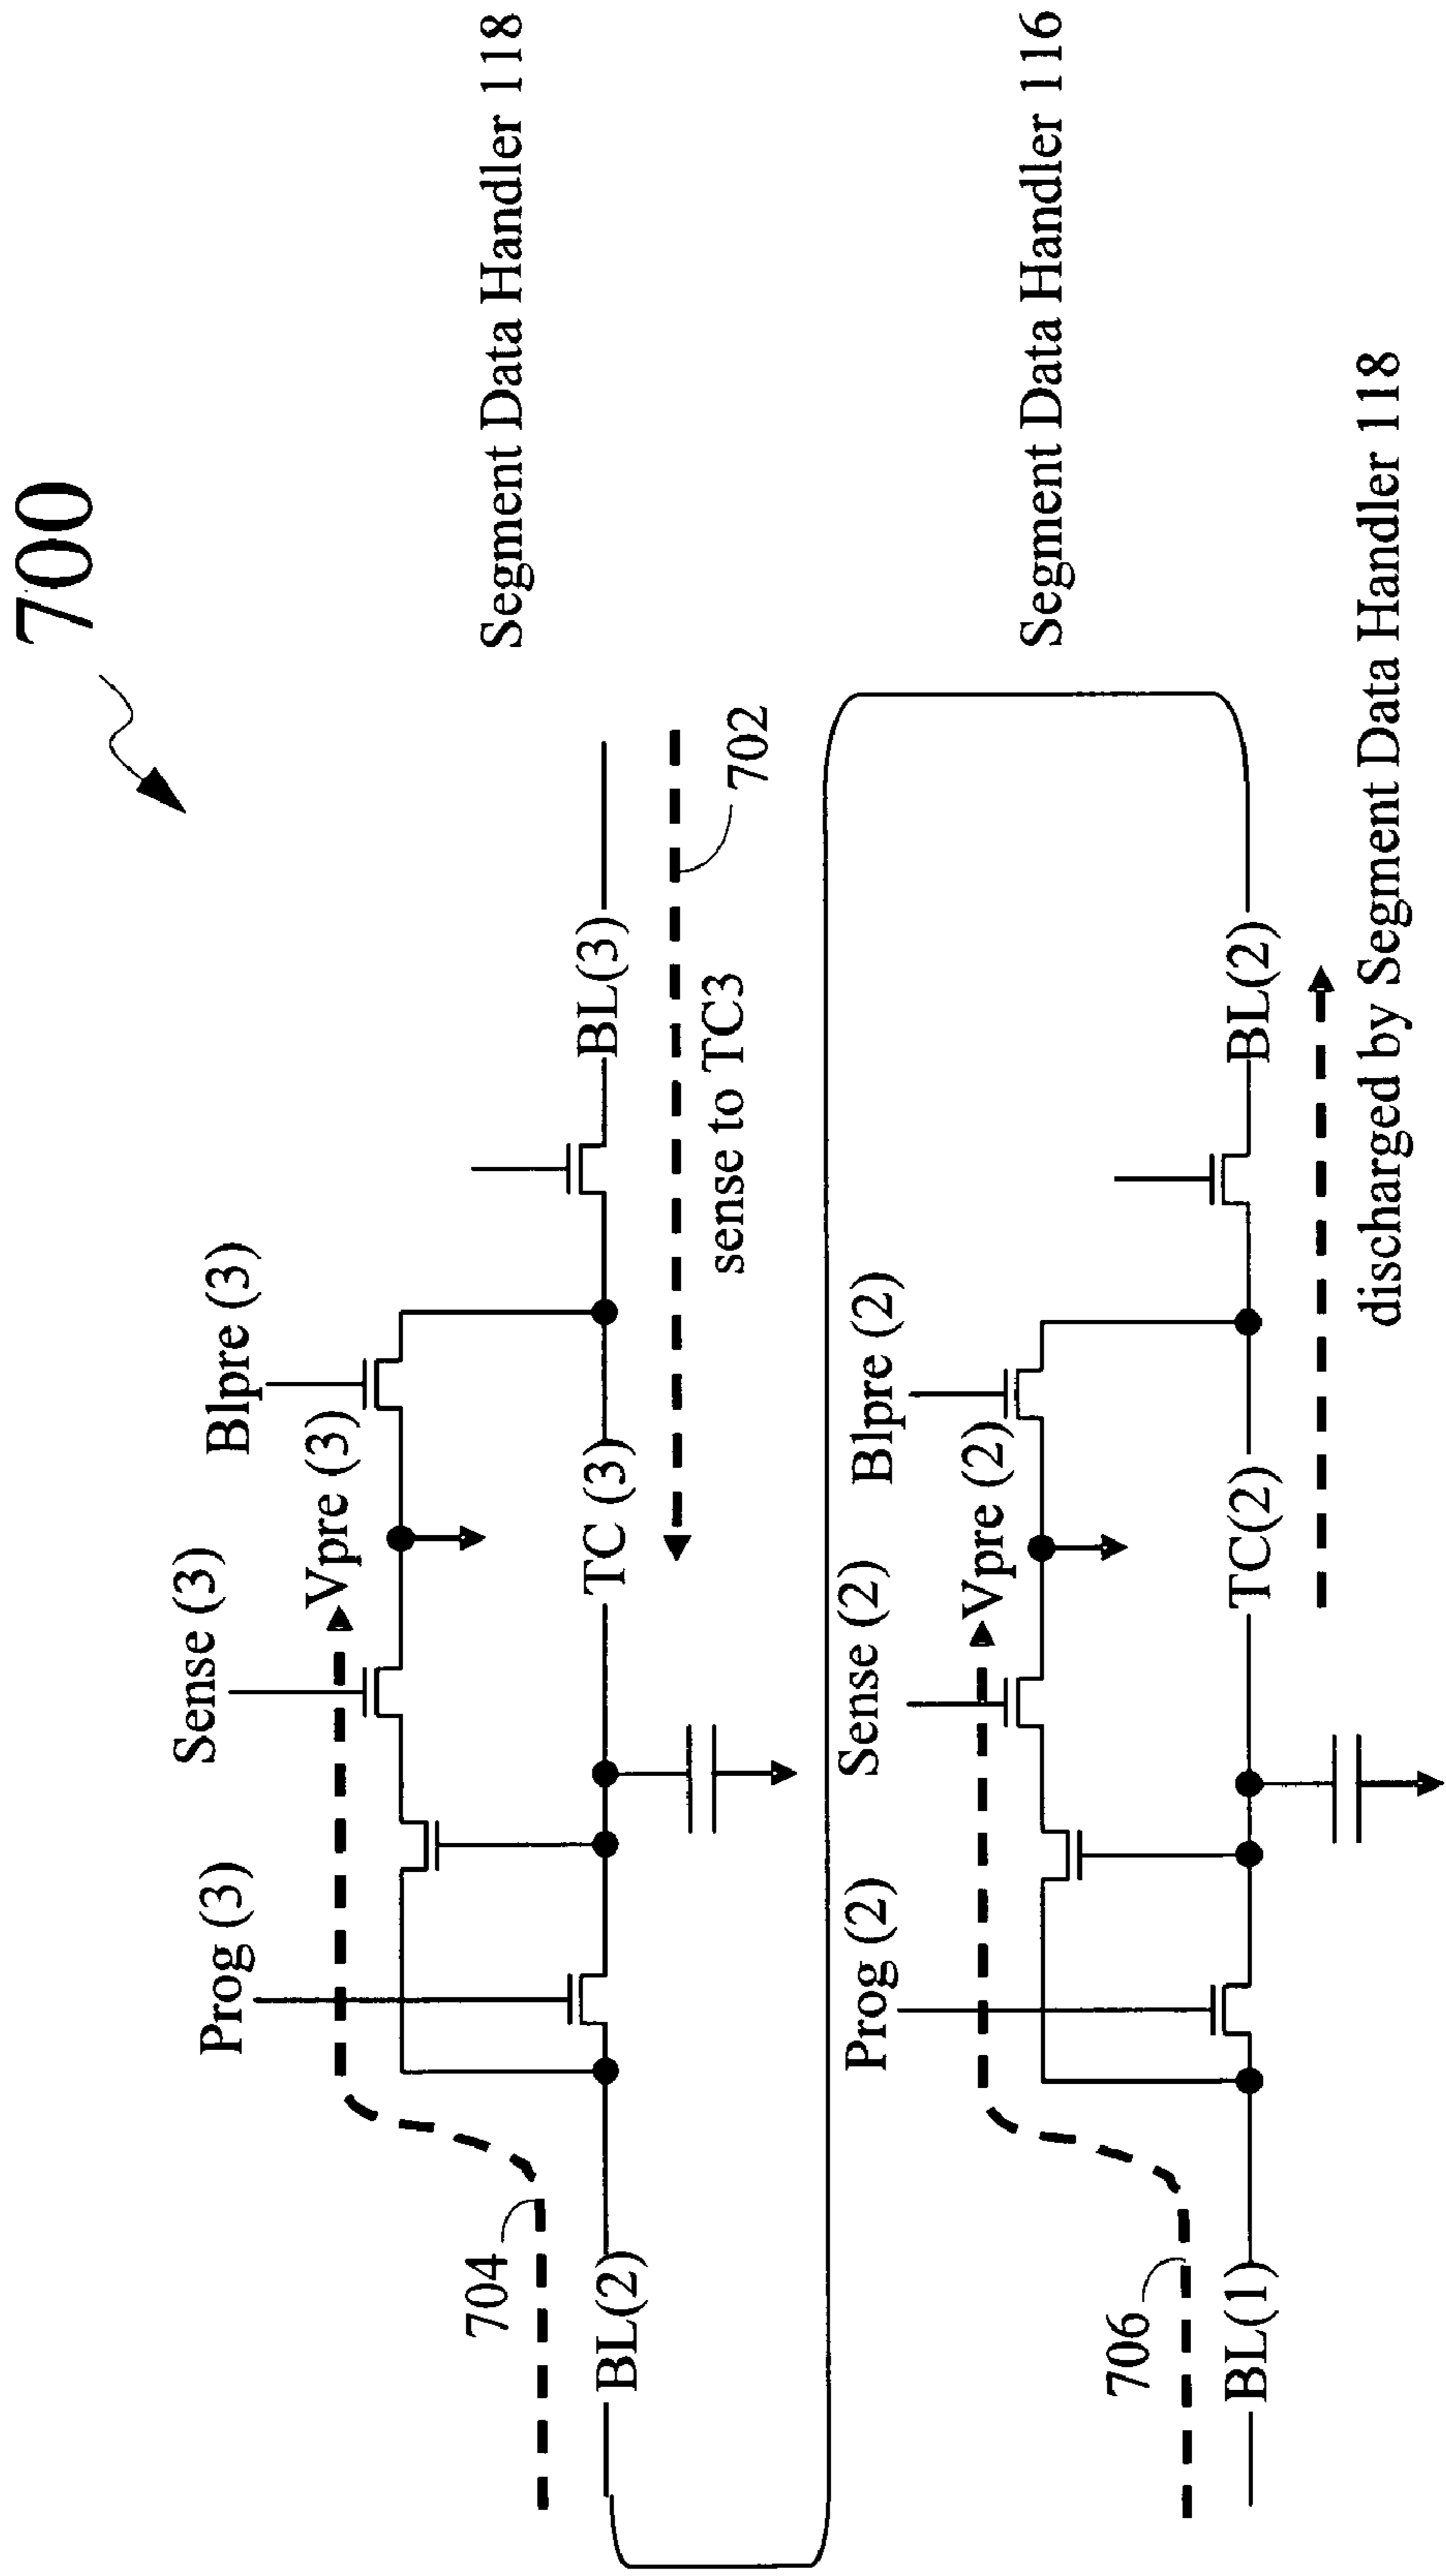 700
Segment Data Handler 118
Prog (3)
Sense (3)
Blpre (3)
Vpre (3)
704
BL(2)
TC (3)
BL(3)
702
sense to TC3
Segment Data Handler 116
Prog (2)
Sense (2)
Blpre (2)
Vpre (2)
706
BL(1)
TC(2)
BL(2)
discharged by Segment Data Handler 118